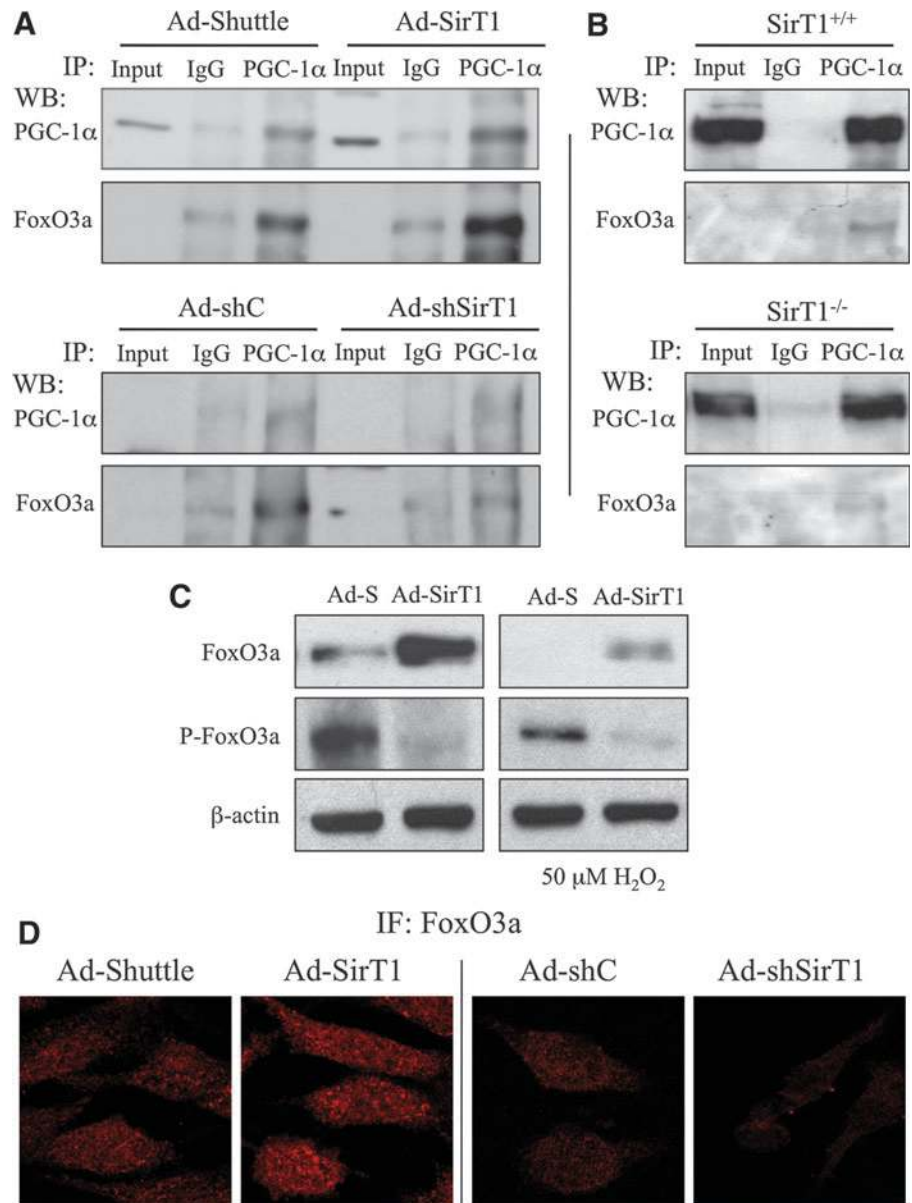 A
Ad-Shuttle Ad-SirT1
IP: Input IgG PGC-1α Input IgG PGC-1α
WB:
PGC-1α
FoxO3a
Ad-shC Ad-shSirT1
IP: Input IgG PGC-1α Input IgG PGC-1α
WB:
PGC-1α
FoxO3a
B
SirT1⁺/⁺
IP: Input IgG PGC-1α
WB:
PGC-1α
FoxO3a
SirT1⁻/⁻
IP: Input IgG PGC-1α
WB:
PGC-1α
FoxO3a
C
Ad-S Ad-SirT1 Ad-S Ad-SirT1
FoxO3a
P-FoxO3a
β-actin
50 μM H₂O₂
D
IF: FoxO3a
Ad-Shuttle Ad-SirT1 Ad-shC Ad-shSirT1